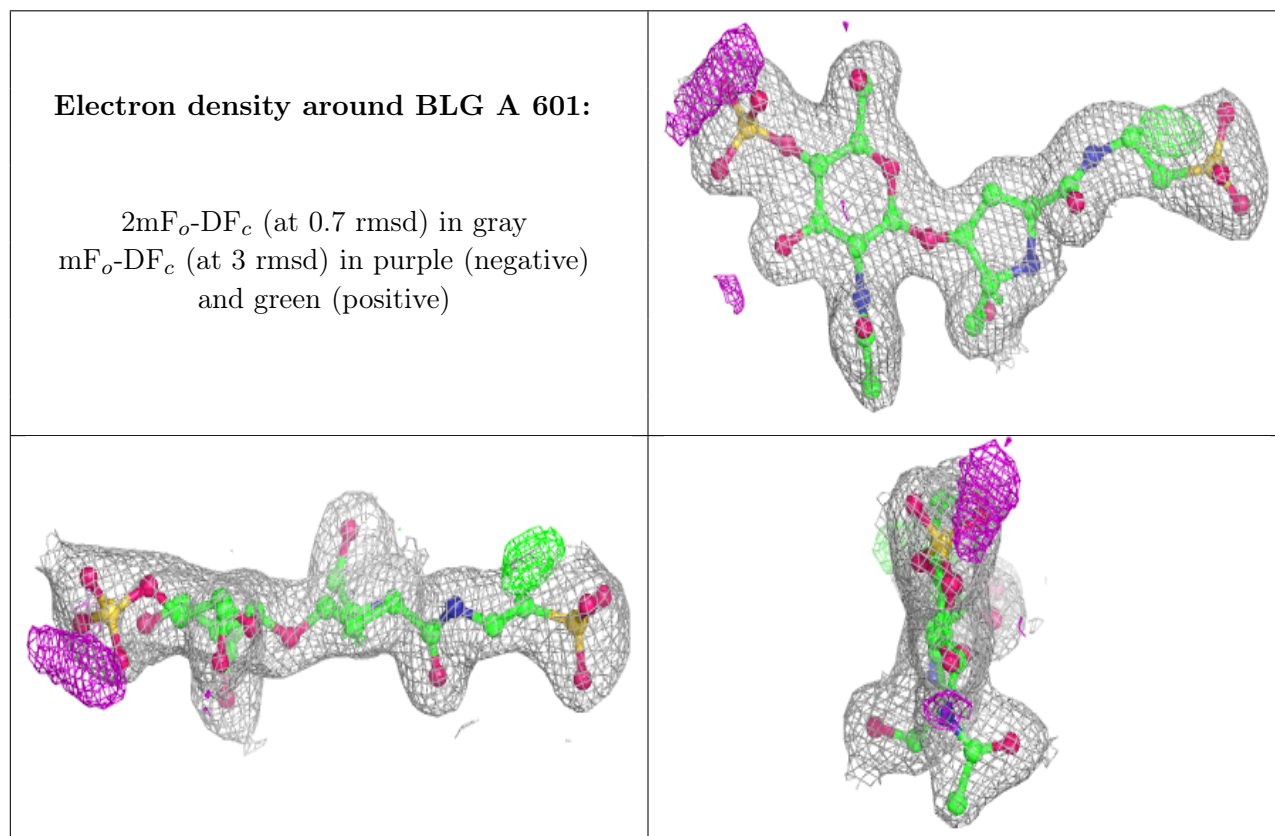 Electron density around BLG A 601:
2mFo-DFc (at 0.7 rmsd) in gray
mFo-DFc (at 3 rmsd) in purple (negative)
and green (positive)